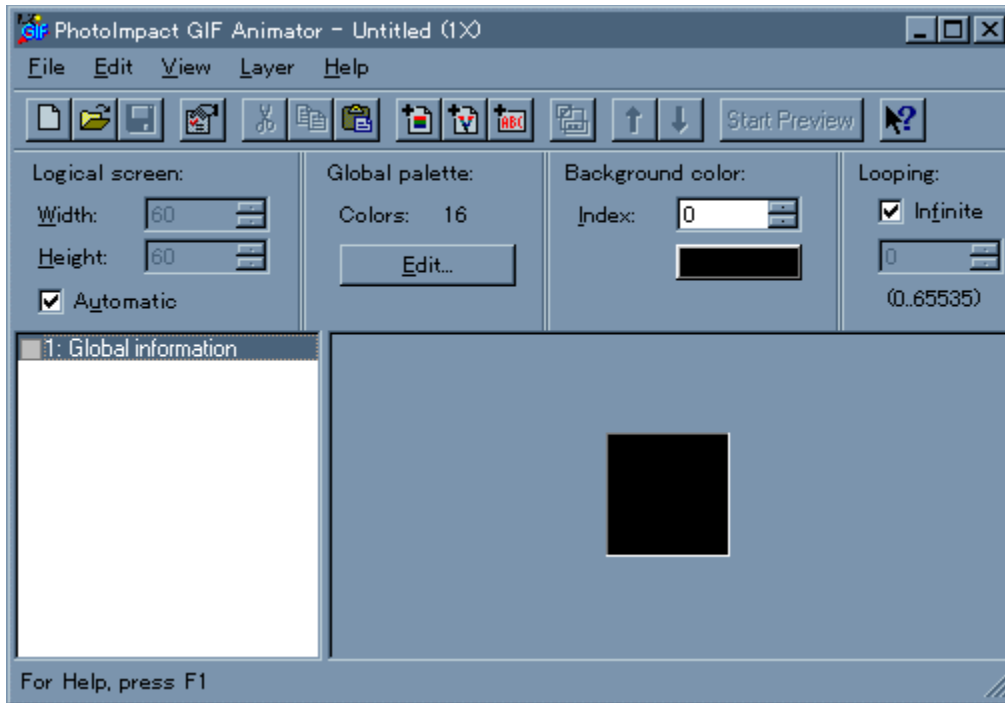 PhotoImpact GIF Animator - Untitled (1X)
File Edit View Layer Help
Start Preview
Logical screen:
Width: 60
Height: 60
Automatic
Global palette:
Colors: 16
Edit...
Background color:
Index: 0
Looping:
Infinite
0
(0..65535)
1: Global information
For Help, press F1